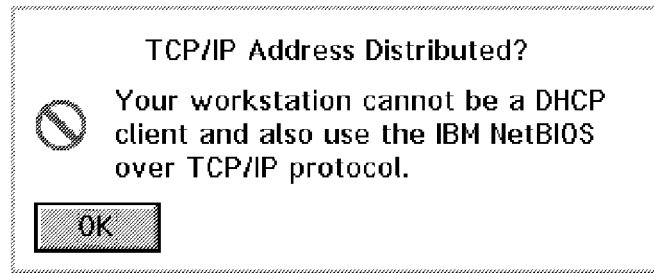 TCP/IP Address Distributed?
Your workstation cannot be a DHCP
client and also use the IBM NetBIOS
over TCP/IP protocol.
OK